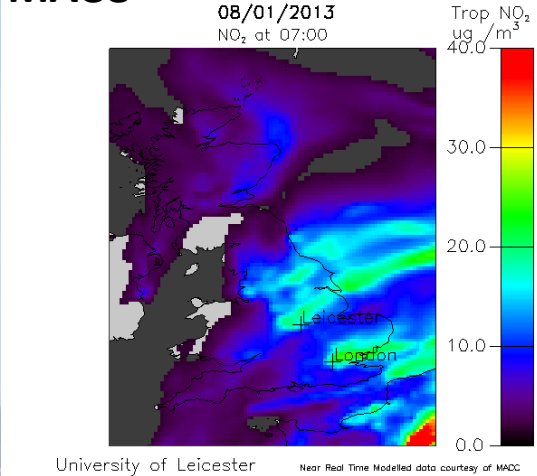 08/01/2013
NO₂ at 07:00
Trop NO₂
ug /m³
40.0
30.0
20.0
10.0
0.0
Leicester
London
University of Leicester
Near Real Time Modelled data courtesy of MACC